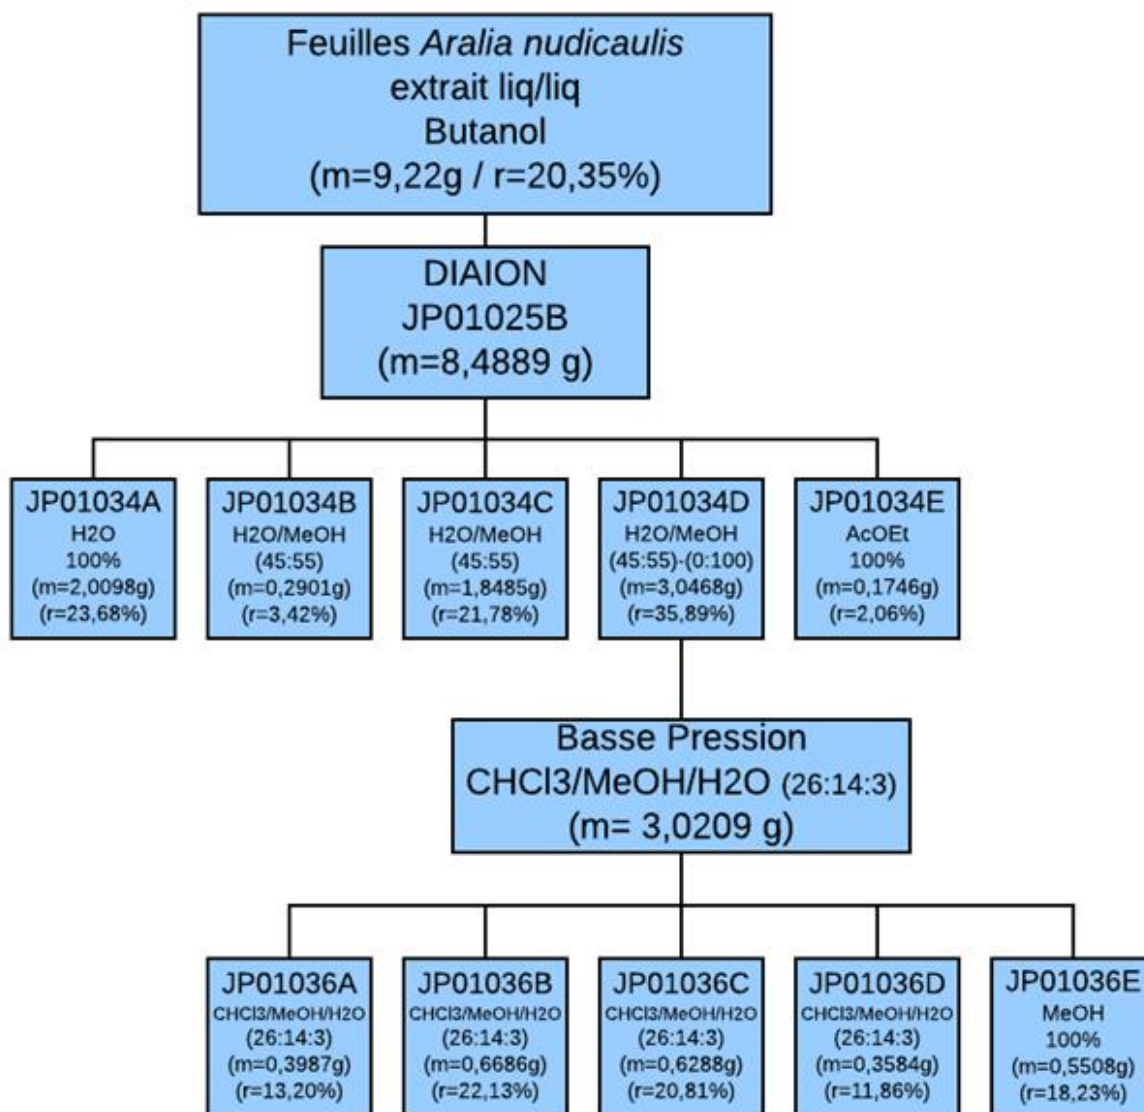 Feuilles Aralia nudicaulis
extrait liq/liq
Butanol
(m=9,22g / r=20,35%)
DIAION
JP01025B
(m=8,4889 g)
JP01034A
H2O
100%
(m=2,0098g)
(r=23,68%)
JP01034B
H2O/MeOH
(45:55)
(m=0,2901g)
(r=3,42%)
JP01034C
H2O/MeOH
(45:55)
(m=1,8485g)
(r=21,78%)
JP01034D
H2O/MeOH
(45:55)-(0:100)
(m=3,0468g)
(r=35,89%)
JP01034E
AcOEt
100%
(m=0,1746g)
(r=2,06%)
Basse Pression
CHCl3/MeOH/H2O (26:14:3)
(m= 3,0209 g)
JP01036A
CHCl3/MeOH/H2O
(26:14:3)
(m=0,3987g)
(r=13,20%)
JP01036B
CHCl3/MeOH/H2O
(26:14:3)
(m=0,6686g)
(r=22,13%)
JP01036C
CHCl3/MeOH/H2O
(26:14:3)
(m=0,6288g)
(r=20,81%)
JP01036D
CHCl3/MeOH/H2O
(26:14:3)
(m=0,3584g)
(r=11,86%)
JP01036E
MeOH
100%
(m=0,5508g)
(r=18,23%)